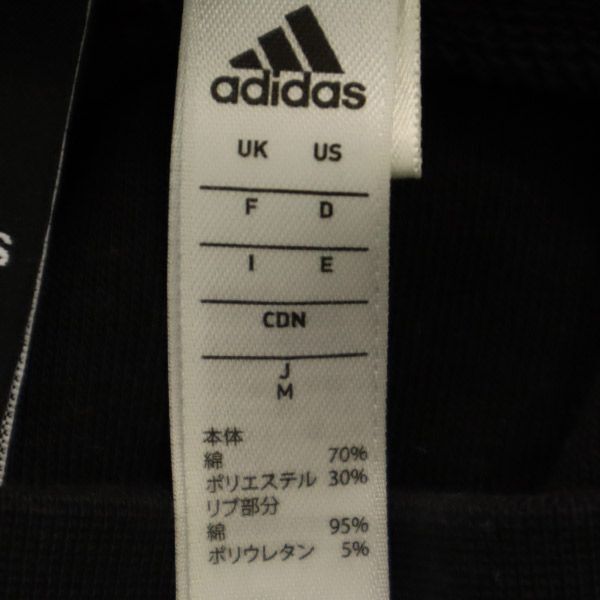 adidas
UK US
F D
I E
CDN
J
M
本体
綿 70%
ポリエステル 30%
リブ部分
綿 95%
ポリウレタン 5%
S